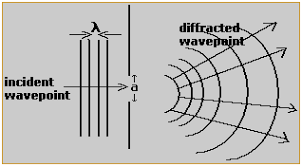 λ
diffracted
wavepoint
incident
wavepoint
a